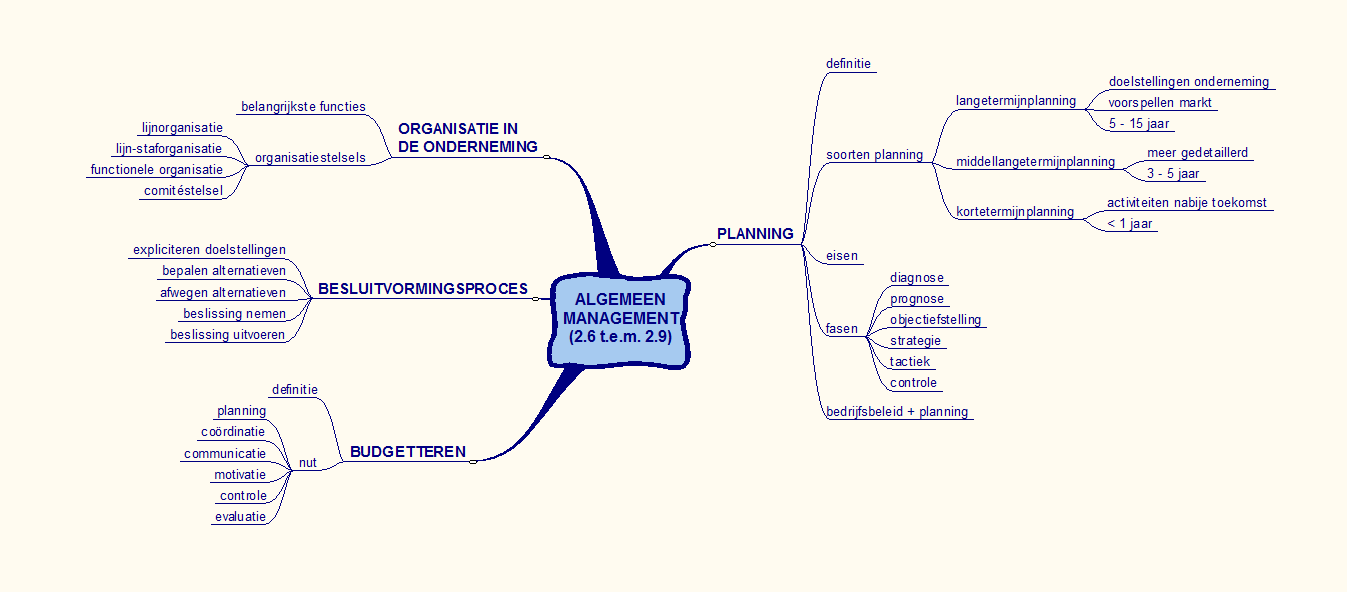 ALGEMEEN
MANAGEMENT
(2.6 t.e.m. 2.9)
PLANNING
definitie
soorten planning
langetermijnplanning
doelstellingen onderneming
voorspellen markt
5 - 15 jaar
middellangetermijnplanning
meer gedetaillerd
3 - 5 jaar
kortetermijnplanning
activiteiten nabije toekomst
< 1 jaar
eisen
fasen
diagnose
prognose
objectiefstelling
strategie
tactiek
controle
bedrijfsbeleid + planning
ORGANISATIE IN
DE ONDERNEMING
belangrijkste functies
organisatiestelsels
lijnorganisatie
lijn-staforganisatie
functionele organisatie
comitéstelsel
BESLUITVORMINGSPROCES
expliciteren doelstellingen
bepalen alternatieven
afwegen alternatieven
beslissing nemen
beslissing uitvoeren
BUDGETTEREN
definitie
nut
planning
coördinatie
communicatie
motivatie
controle
evaluatie